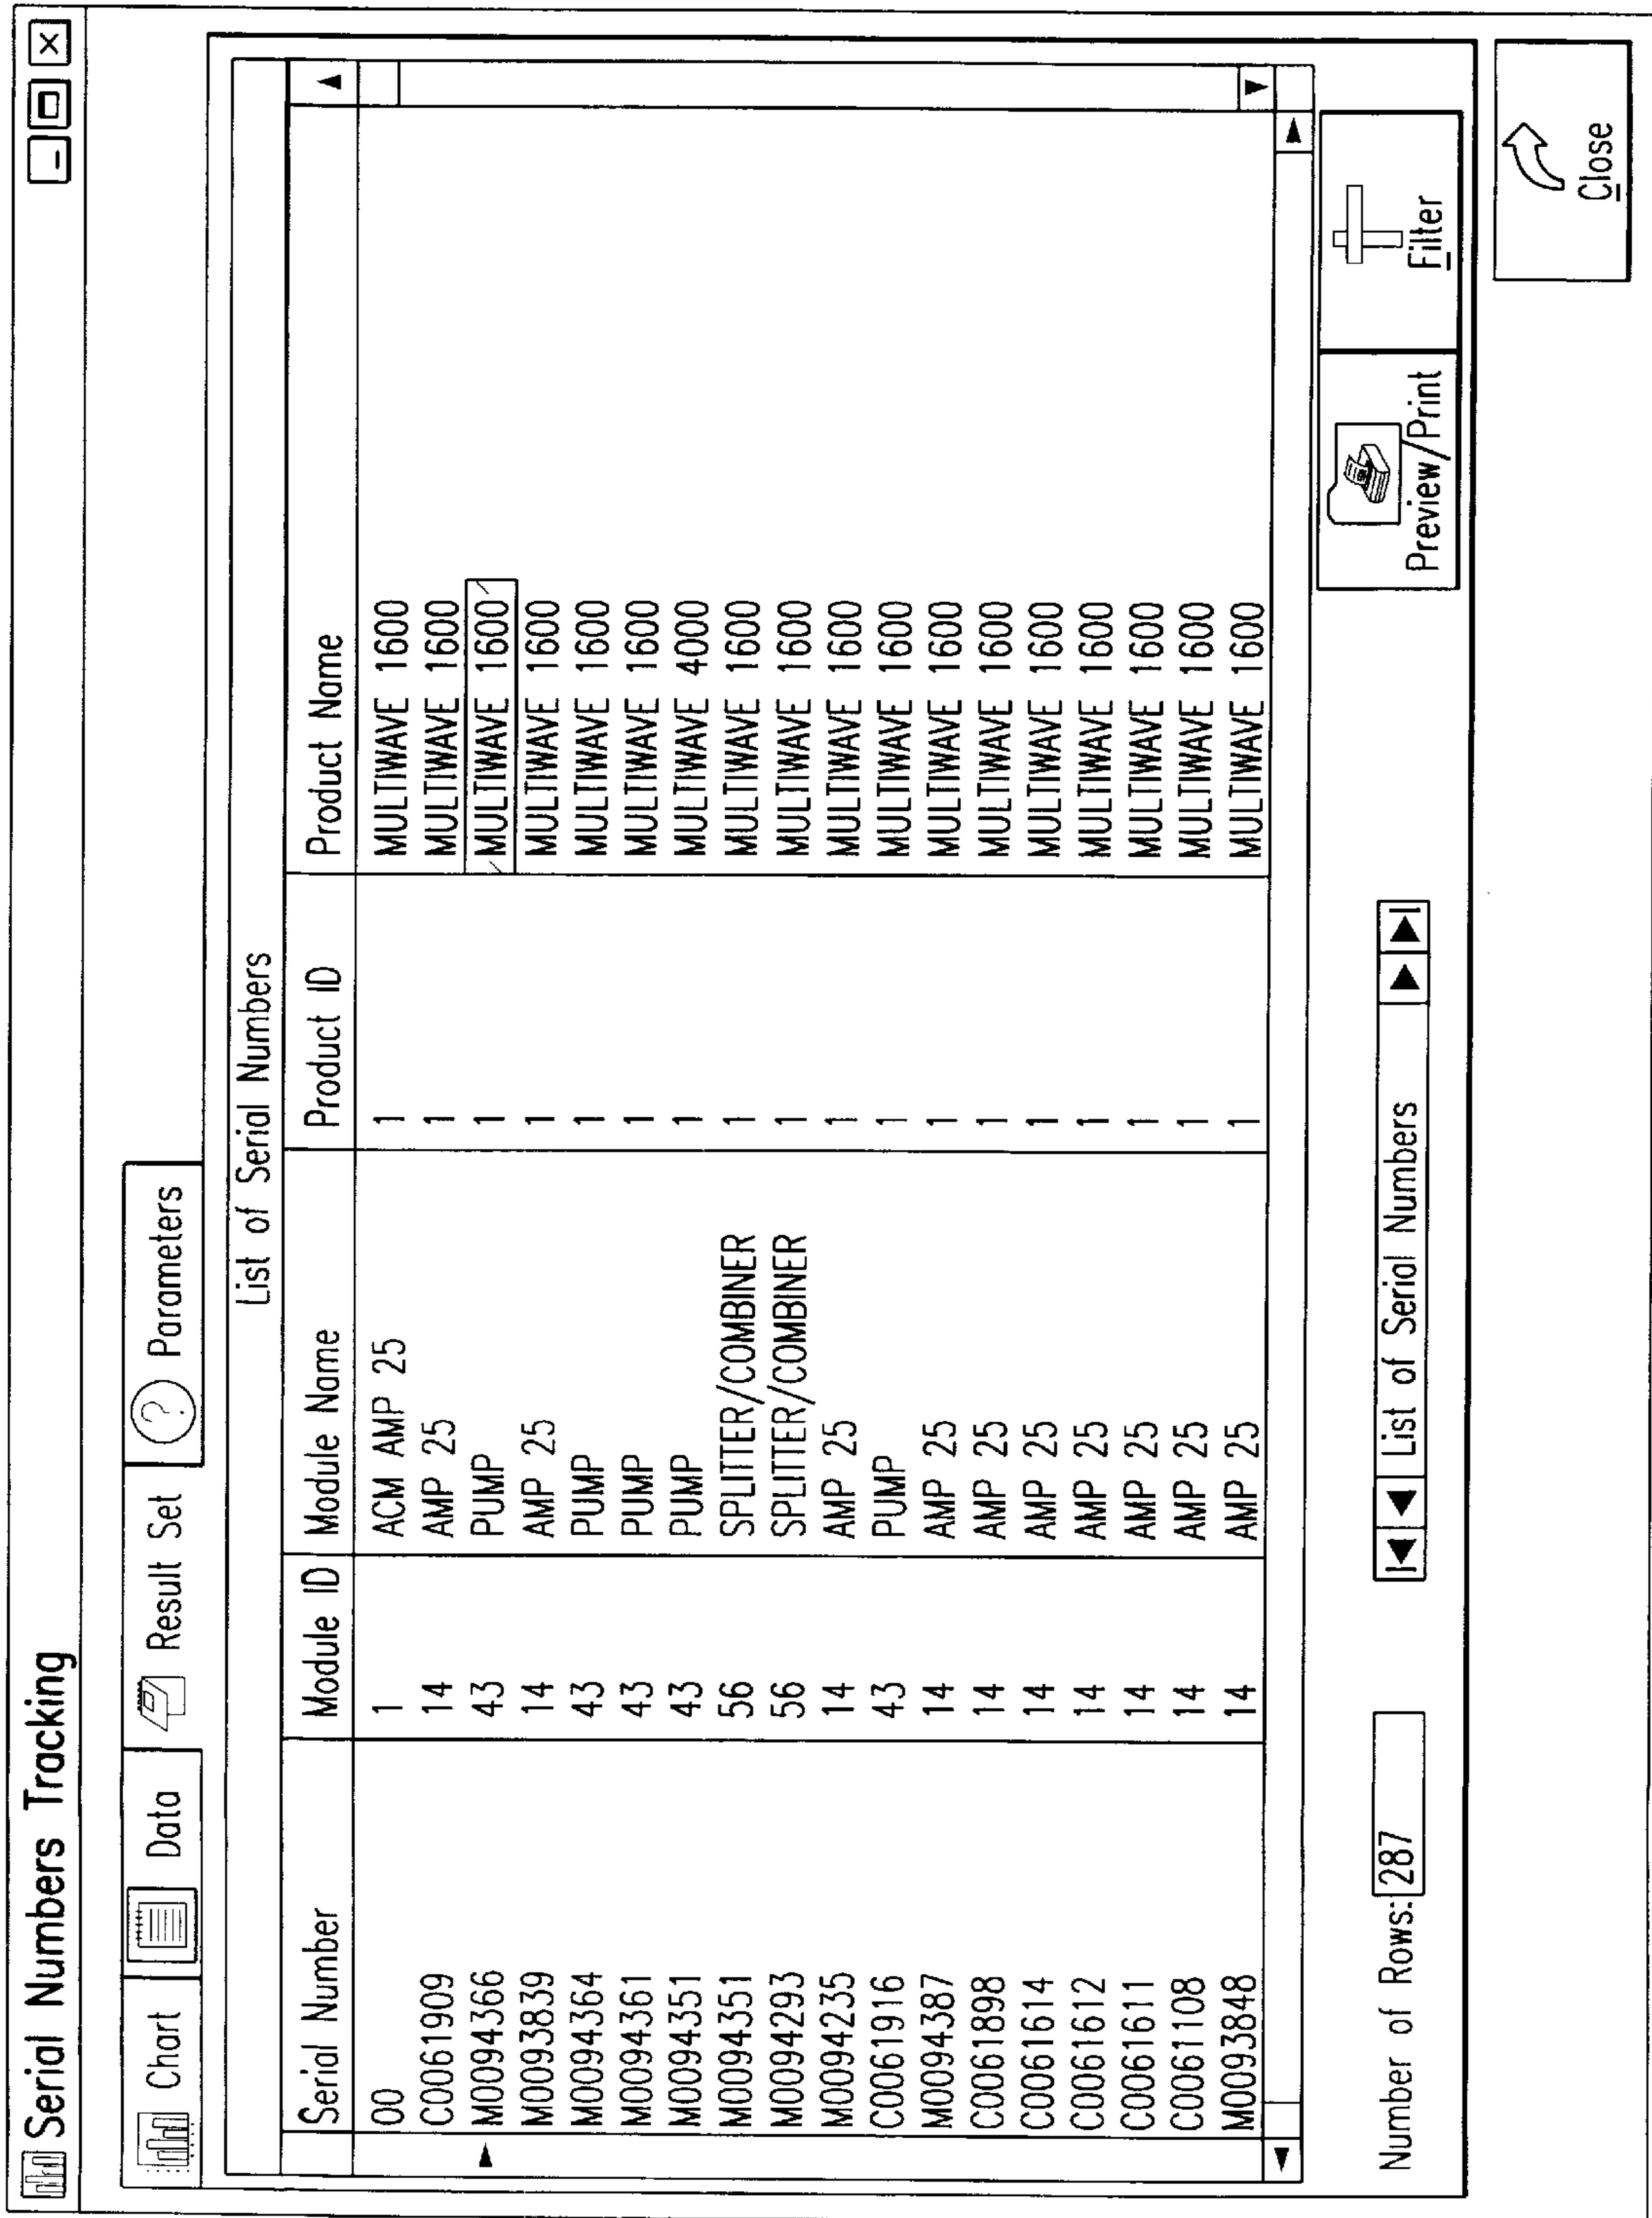 Serial Numbers Tracking
Chart Data Result Set ? Parameters
List of Serial Numbers
Serial Number Module ID Module Name Product ID Product Name
00 1 ACM AMP 25 1 MULTIWAVE 1600
C0061909 14 AMP 25 1 MULTIWAVE 1600
M0094366 43 PUMP 1 MULTIWAVE 1600
M0093839 14 AMP 25 1 MULTIWAVE 1600
M0094364 43 PUMP 1 MULTIWAVE 1600
M0094361 43 PUMP 1 MULTIWAVE 1600
M0094351 43 PUMP 1 MULTIWAVE 4000
M0094351 56 SPLITTER/COMBINER 1 MULTIWAVE 1600
M0094293 56 SPLITTER/COMBINER 1 MULTIWAVE 1600
M0094235 14 AMP 25 1 MULTIWAVE 1600
C0061916 43 PUMP 1 MULTIWAVE 1600
M0094387 14 AMP 25 1 MULTIWAVE 1600
C0061898 14 AMP 25 1 MULTIWAVE 1600
C0061614 14 AMP 25 1 MULTIWAVE 1600
C0061612 14 AMP 25 1 MULTIWAVE 1600
C0061611 14 AMP 25 1 MULTIWAVE 1600
C0061108 14 AMP 25 1 MULTIWAVE 1600
M0093848 14 AMP 25 1 MULTIWAVE 1600
Number of Rows: 287 List of Serial Numbers Preview/Print Filter
Close